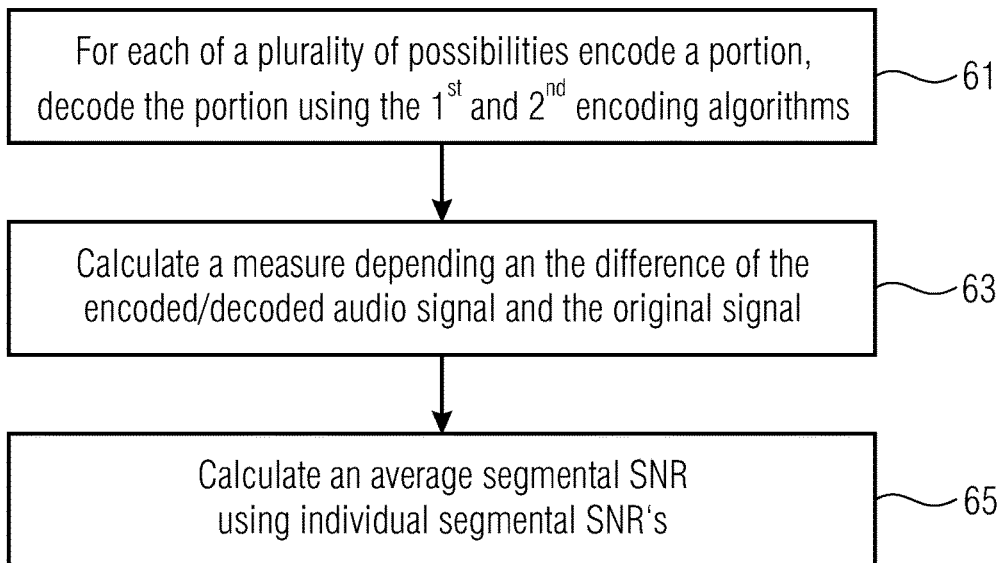 For each of a plurality of possibilities encode a portion,
decode the portion using the 1st and 2nd encoding algorithms
61
Calculate a measure depending an the difference of the
encoded/decoded audio signal and the original signal
63
Calculate an average segmental SNR
using individual segmental SNR‘s
65